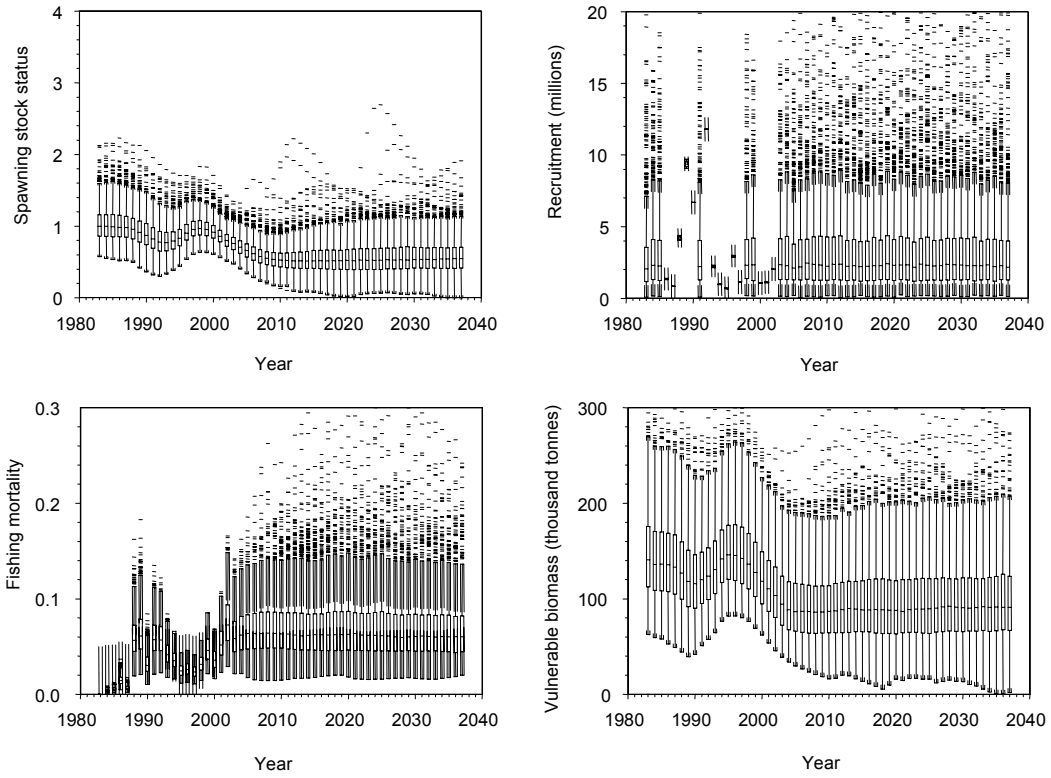 Spawning stock status
4
3
2
1
0
1980 1990 2000 2010 2020 2030 2040
Year
Recruitment (millions)
20
15
10
5
0
1980 1990 2000 2010 2020 2030 2040
Year
Fishing mortality
0.3
0.2
0.1
0.0
1980 1990 2000 2010 2020 2030 2040
Year
Vulnerable biomass (thousand tonnes)
300
200
100
0
1980 1990 2000 2010 2020 2030 2040
Year